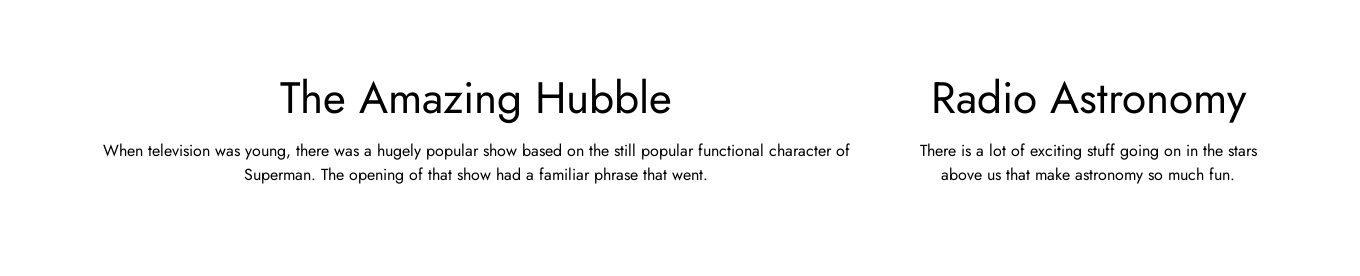 The Amazing Hubble
When television was young, there was a hugely popular show based on the still popular functional character of
Superman. The opening of that show had a familiar phrase that went.
Radio Astronomy
There is a lot of exciting stuff going on in the stars
above us that make astronomy so much fun.